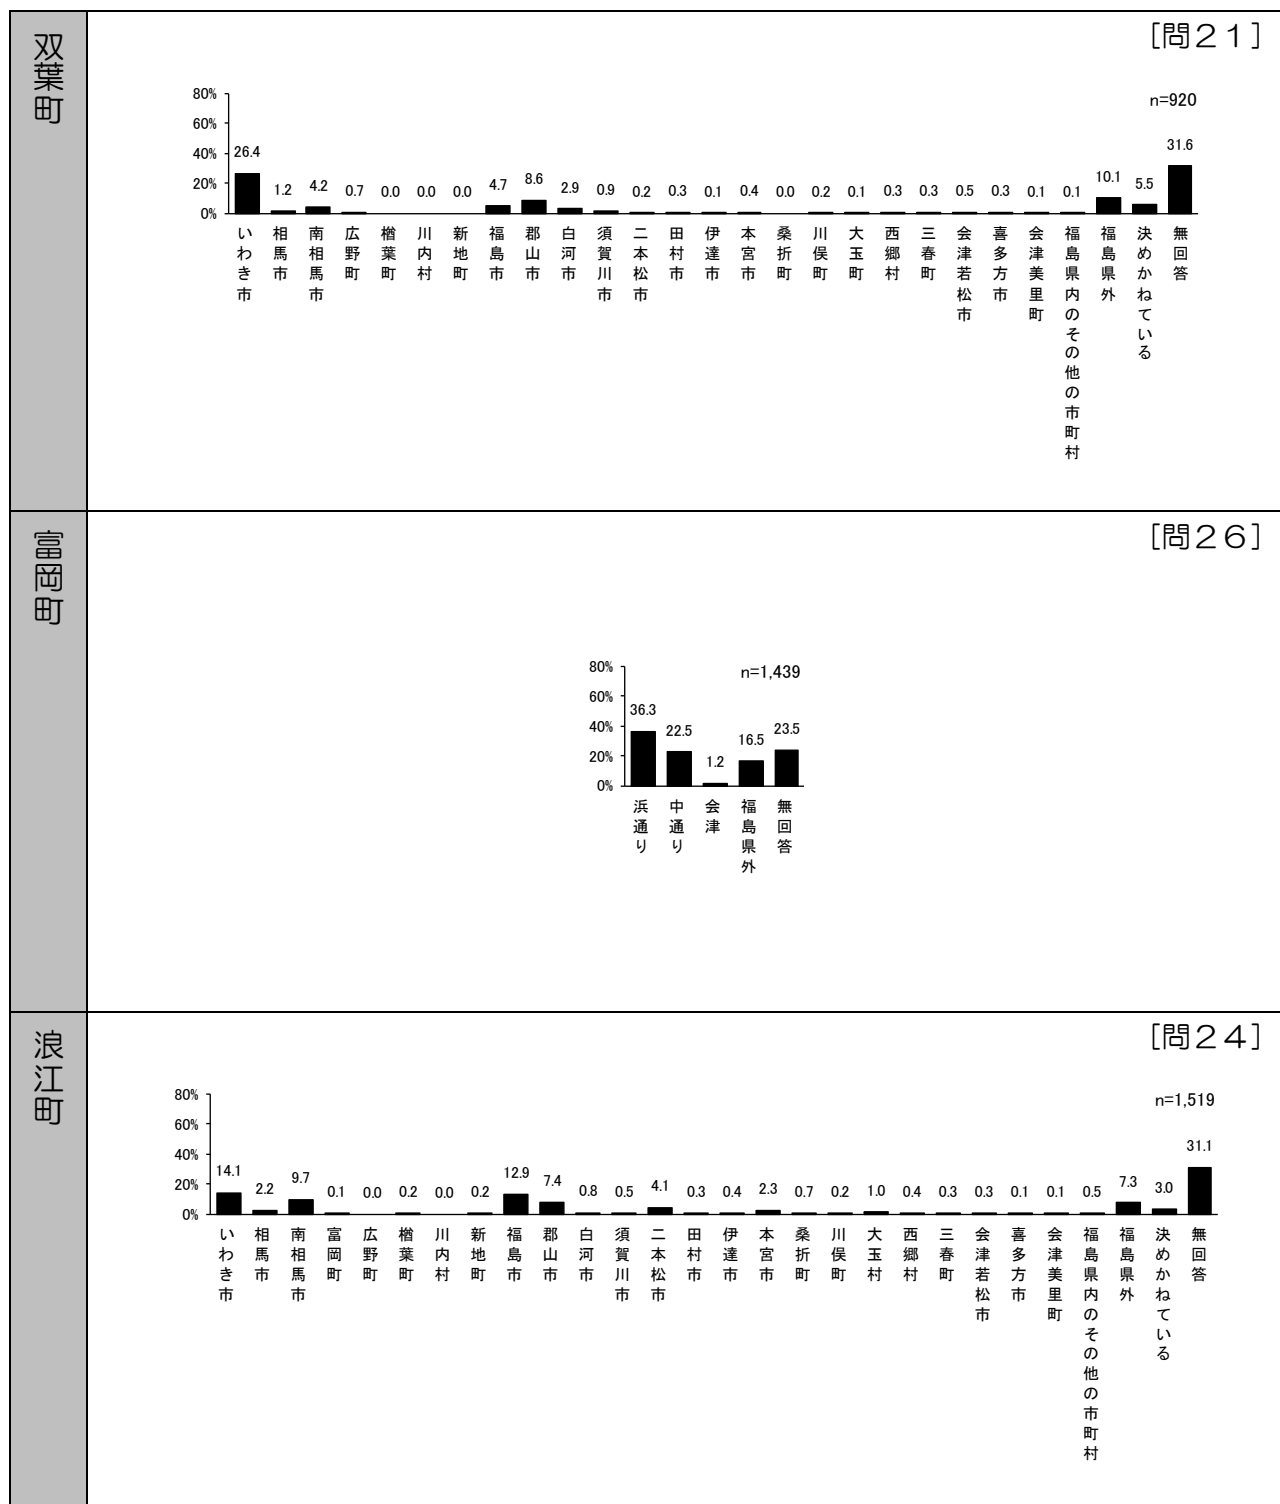 双葉町
［問２１］
n=920
80%
60%
40%
20%
0%
26.4 1.2 4.2 0.7 0.0 0.0 0.0 4.7 8.6 2.9 0.9 0.2 0.3 0.1 0.4 0.0 0.2 0.1 0.3 0.3 0.5 0.3 0.1 0.1 10.1 5.5 31.6
いわき市
相馬市
南相馬市
広野町
楢葉町
川内村
新地町
福島市
郡山市
白河市
須賀川市
二本松市
田村市
伊達市
本宮市
桑折町
川俣町
大玉町
西郷村
三春町
会津若松市
喜多方市
会津美里町
福島県内のその他の市町村
福島県外
決めかねている
無回答
富岡町
［問２６］
n=1,439
80%
60%
40%
20%
0%
36.3 22.5 1.2 16.5 23.5
浜通り
中通り
会津
福島県外
無回答
浪江町
［問２４］
n=1,519
80%
60%
40%
20%
0%
14.1 2.2 9.7 0.1 0.0 0.2 0.0 0.2 12.9 7.4 0.8 0.5 4.1 0.3 0.4 2.3 0.7 0.2 1.0 0.4 0.3 0.3 0.1 0.1 0.5 7.3 3.0 31.1
いわき市
相馬市
南相馬市
富岡町
広野町
楢葉町
川内村
新地町
福島市
郡山市
白河市
須賀川市
二本松市
田村市
伊達市
本宮市
桑折町
川俣町
大玉村
西郷村
三春町
会津若松市
喜多方市
会津美里町
福島県内のその他の市町村
福島県外
決めかねている
無回答